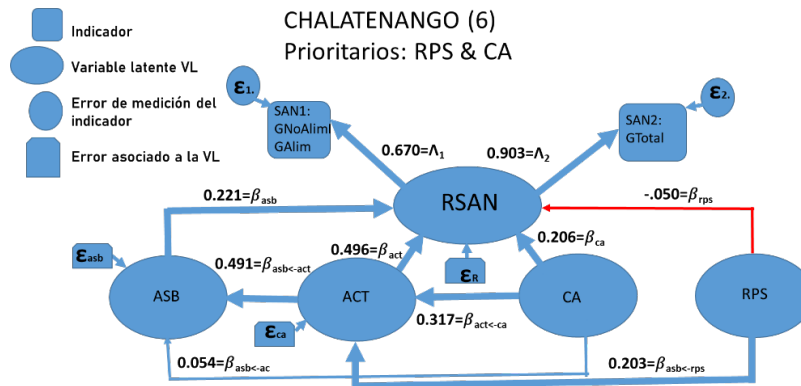 CHALATENANGO (6)
Prioritarios: RPS & CA
Indicador
Variable latente VL
Error de medición del
indicador
Error asociado a la VL
ε1.
ε2.
SAN1:
GNoAliml
GAlim
SAN2:
GTotal
0.670=Λ1
0.903=Λ2
RSAN
0.221=βasb
-.050=βrps
0.496=βact
0.206=βca
εasb
0.491=βasb<-act
εR
ASB
ACT
CA
RPS
εca
0.317=βact<-ca
0.054=βasb<-ac
0.203=βasb<-rps